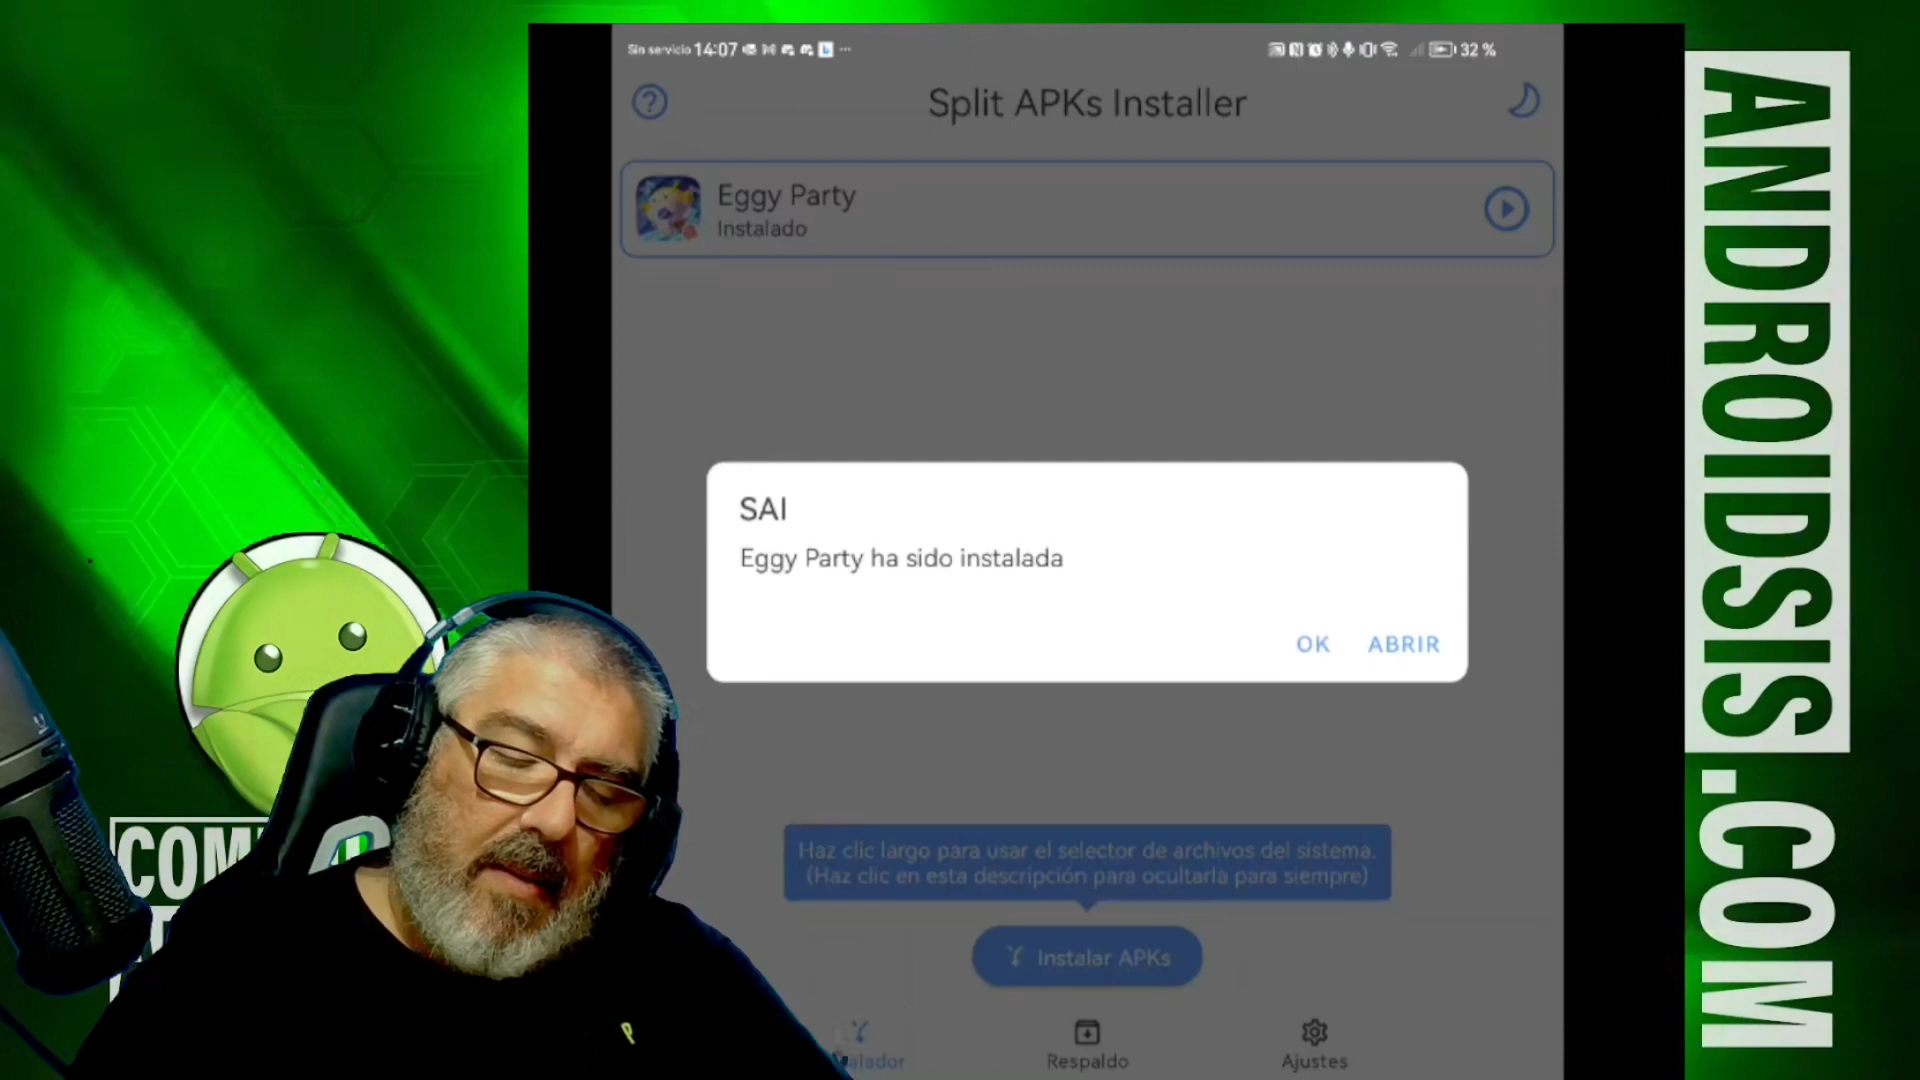 Sin servicio 14:07
32 %
Split APKs Installer
Eggy Party
Instalado
SAI
Eggy Party ha sido instalada
OK ABRIR
Haz clic largo para usar el selector de archivos del sistema.
(Haz clic en esta descripción para ocultarla para siempre)
Instalar APKs
Respaldo
Ajustes
ANDROIDSIS.COM